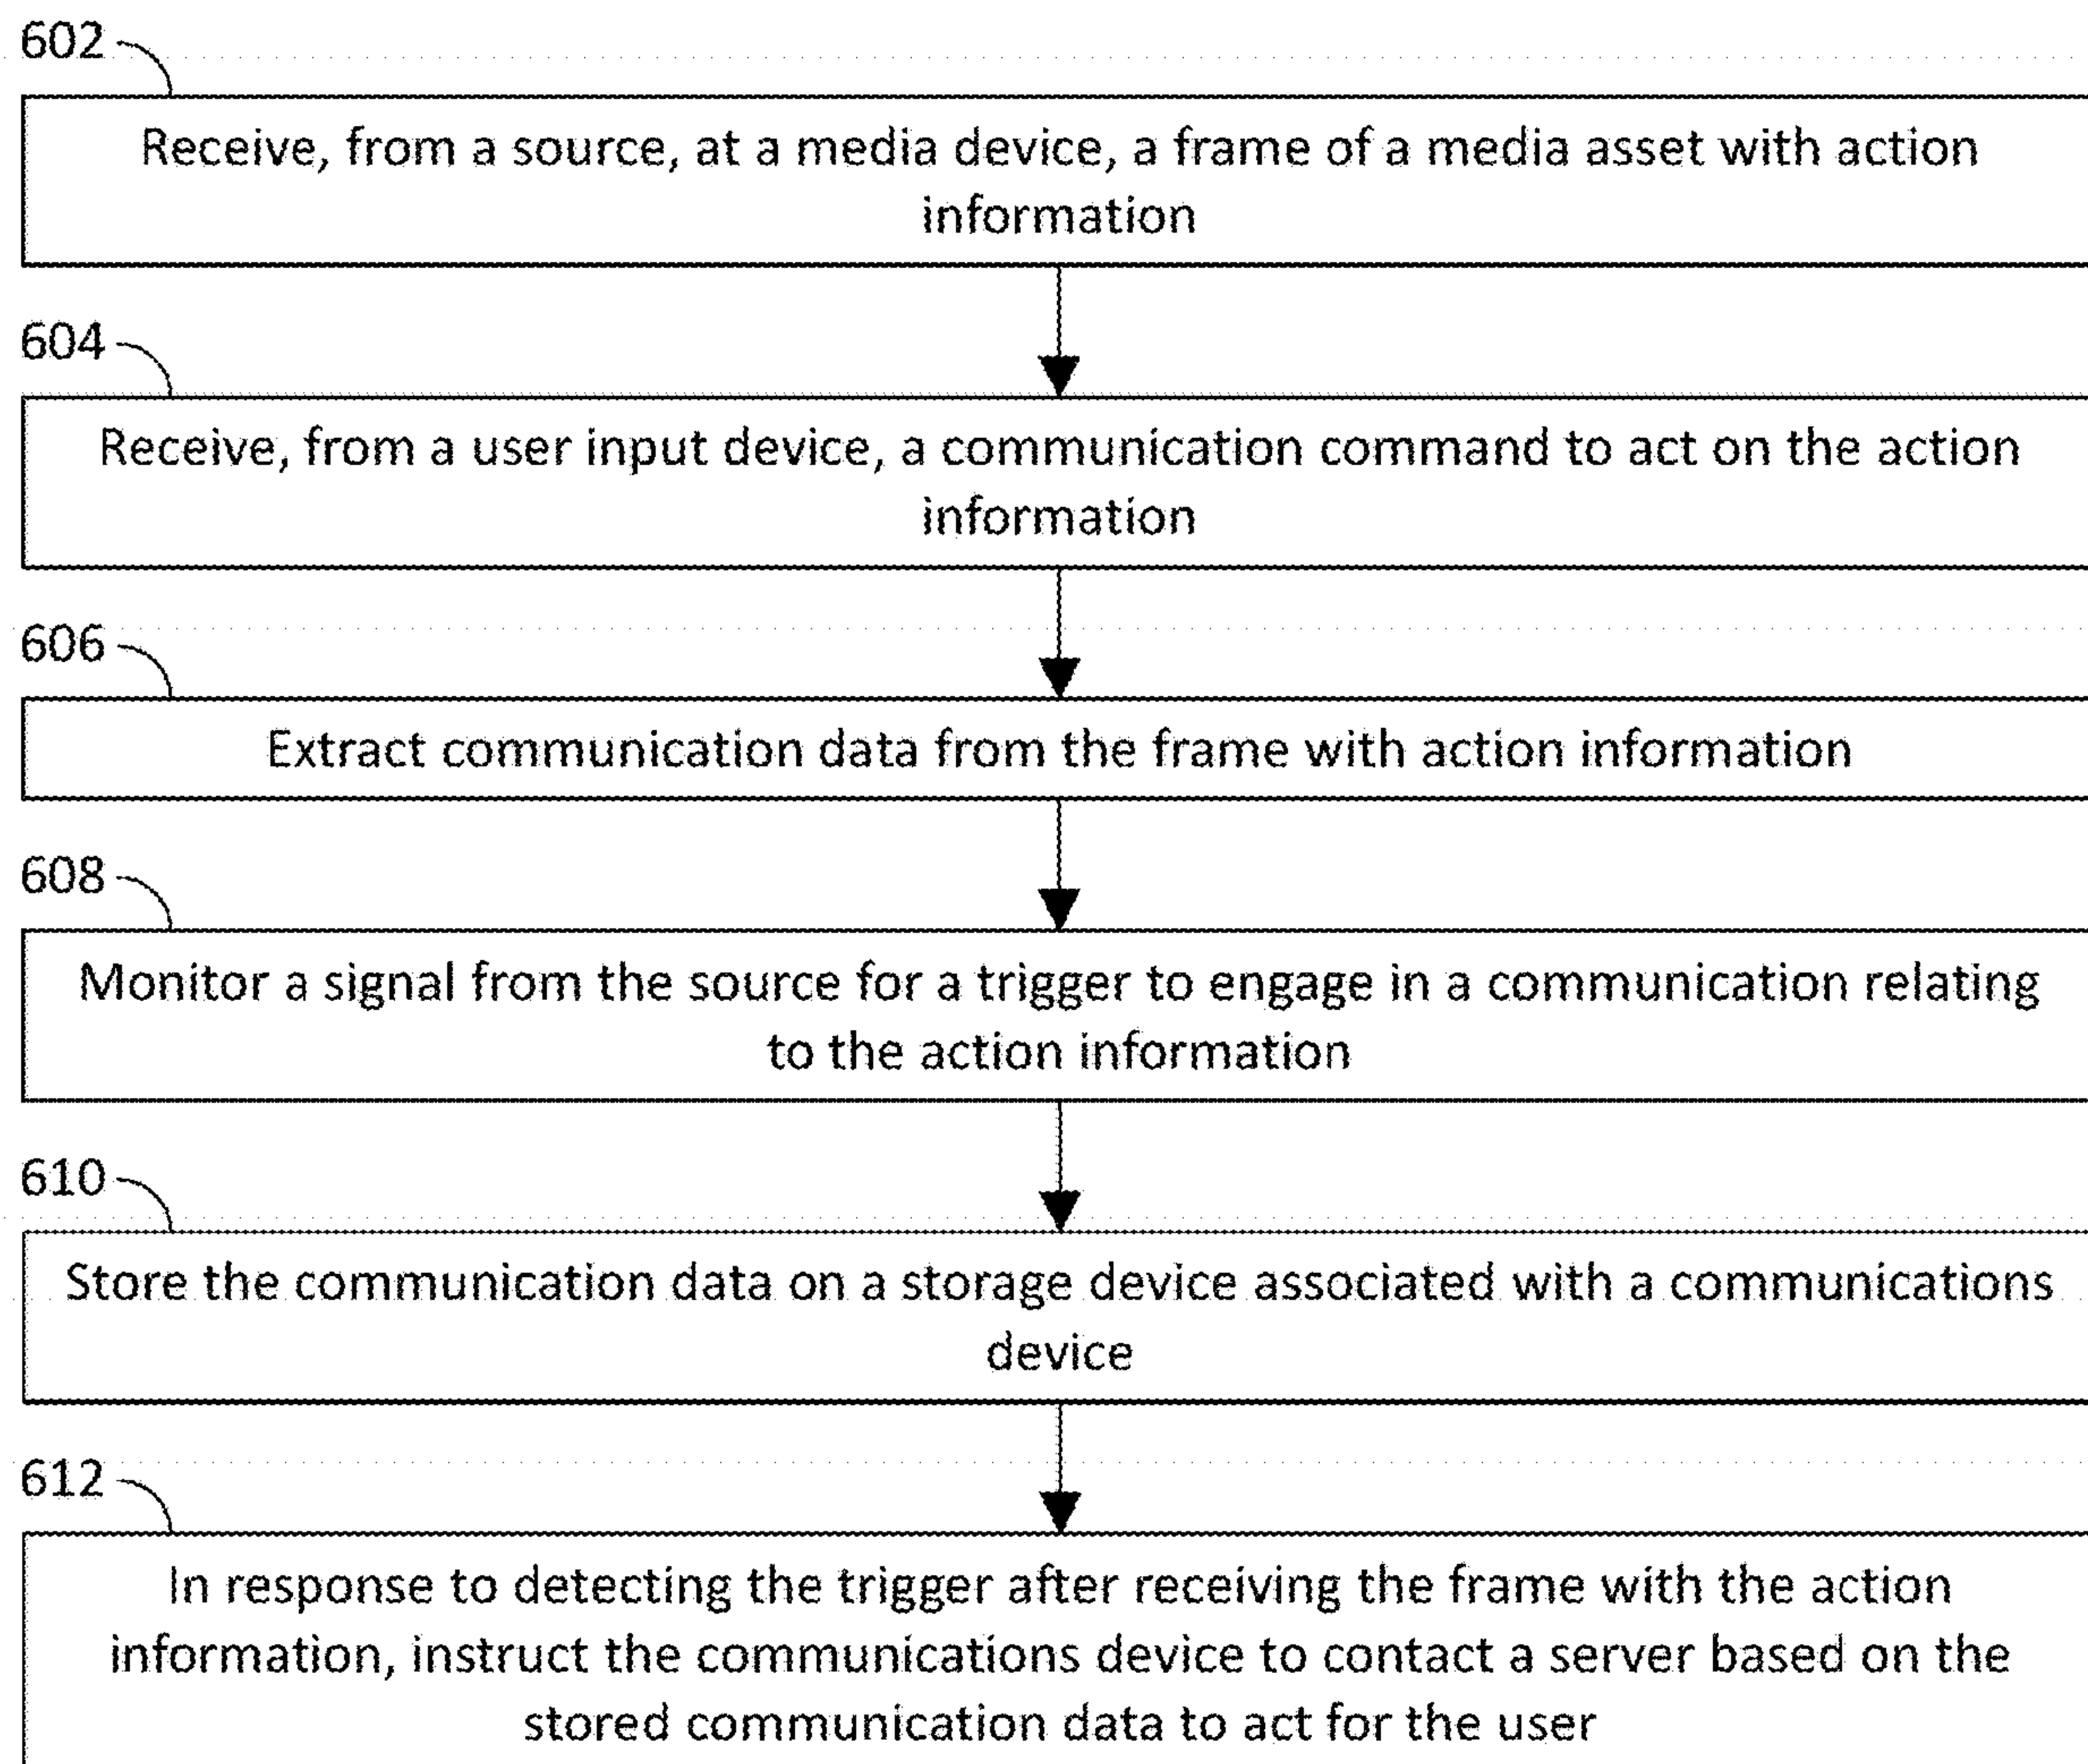 602
Receive, from a source, at a media device, a frame of a media asset with action
information
604
Receive, from a user input device, a communication command to act on the action
information
606
Extract communication data from the frame with action information
608
Monitor a signal from the source for a trigger to engage in a communication relating
to the action information
610
Store the communication data on a storage device associated with a communications
device
612
In response to detecting the trigger after receiving the frame with the action
information, instruct the communications device to contact a server based on the
stored communication data to act for the user